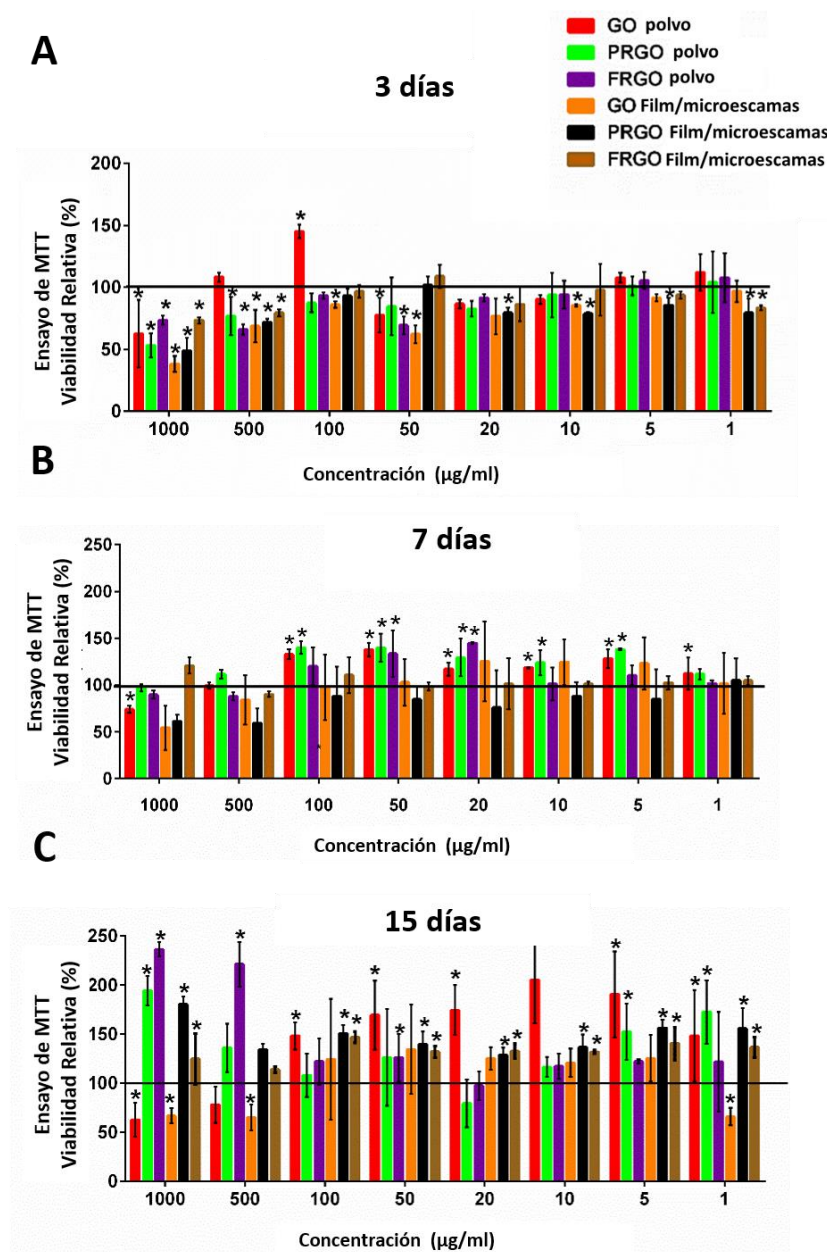 A
3 días
GO polvo
PRGO polvo
FRGO polvo
GO Film/microescamas
PRGO Film/microescamas
FRGO Film/microescamas
Ensayo de MTT
Viabilidad Relativa (%)
200
150
100
50
0
* * * * * *
* * * * *
* *
* * *
*
* *
*
* *
1000 500 100 50 20 10 5 1
Concentración (µg/ml)
B
7 días
Ensayo de MTT
Viabilidad Relativa (%)
250
200
150
100
50
0
*
* *
* * *
* * *
* *
* *
*
1000 500 100 50 20 10 5 1
Concentración (µg/ml)
C
15 días
Ensayo de MTT
Viabilidad Relativa (%)
250
200
150
100
50
0
* * * * * *
* *
* * *
* * * *
* * *
* *
* * * *
* * * * *
1000 500 100 50 20 10 5 1
Concentración (µg/ml)